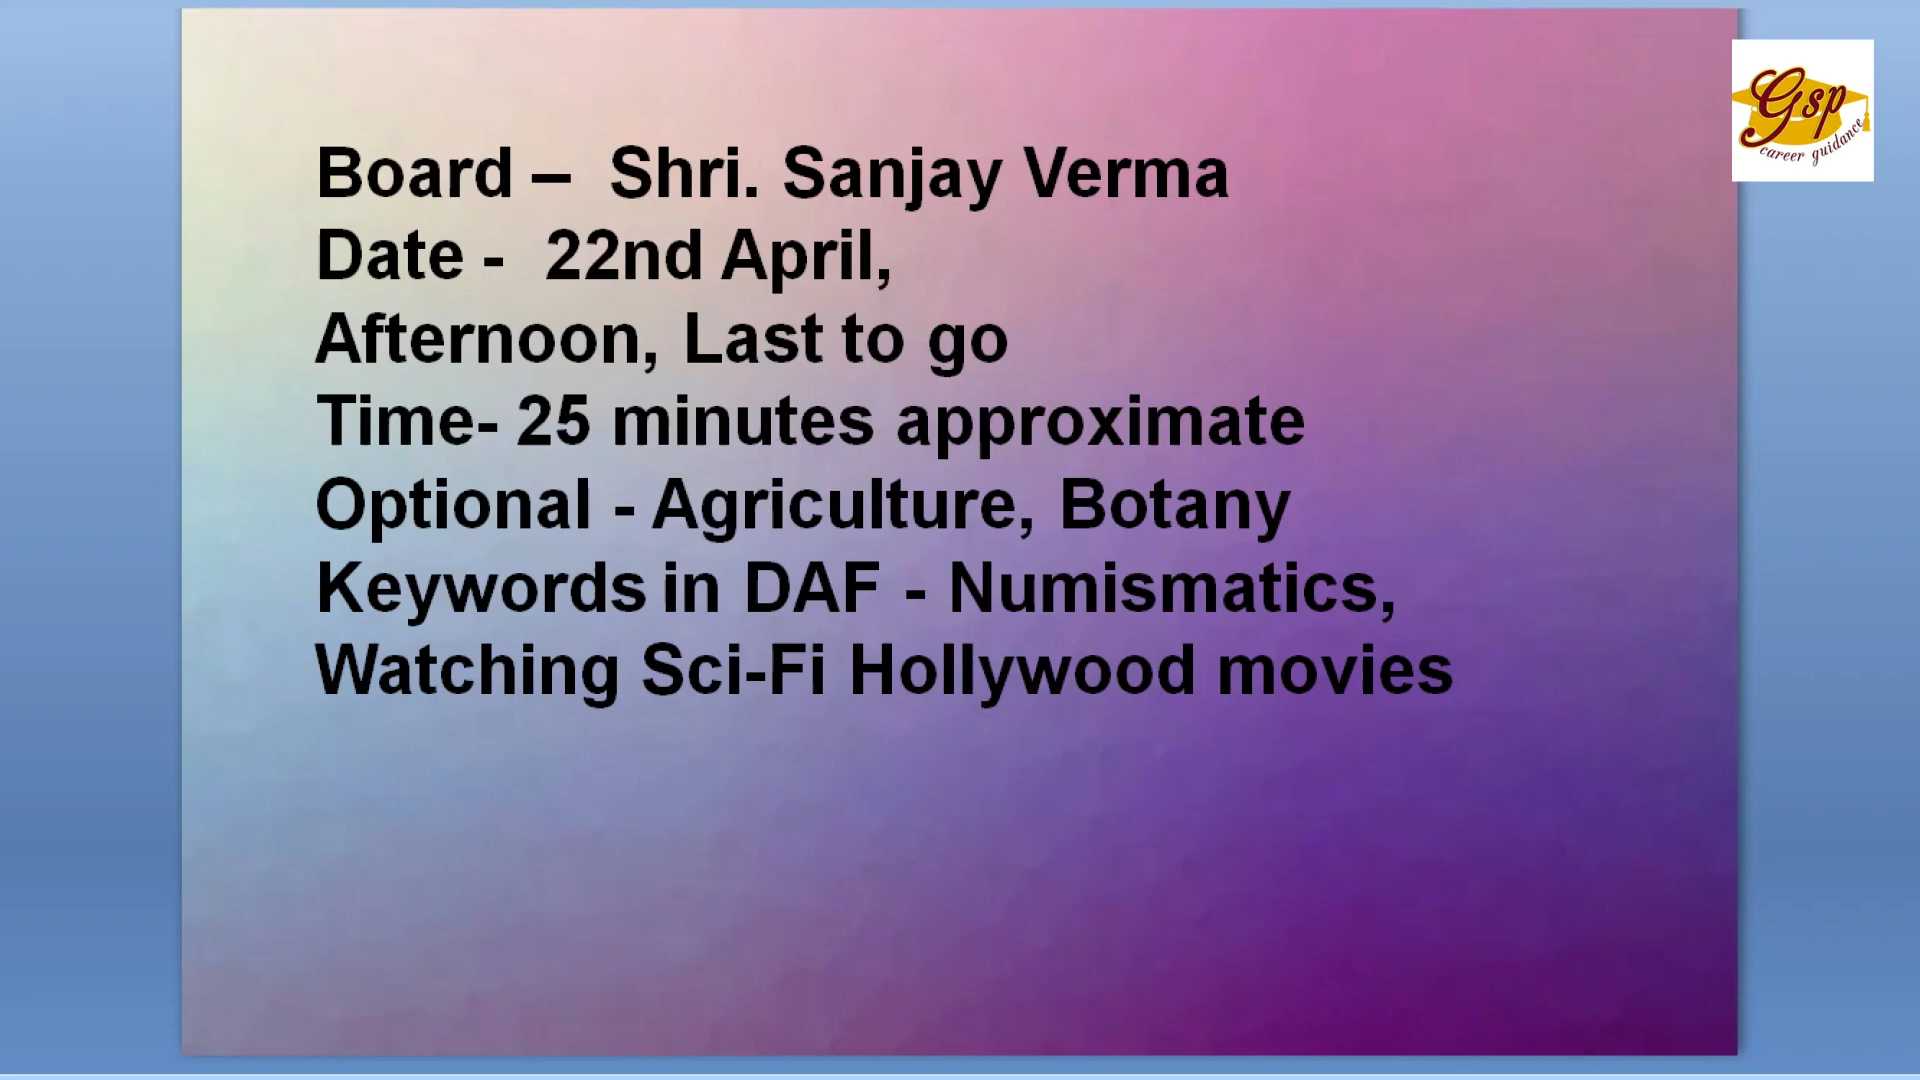 Board – Shri. Sanjay Verma
Date - 22nd April,
Afternoon, Last to go
Time- 25 minutes approximate
Optional - Agriculture, Botany
Keywords in DAF - Numismatics,
Watching Sci-Fi Hollywood movies
Gsp
career guidance